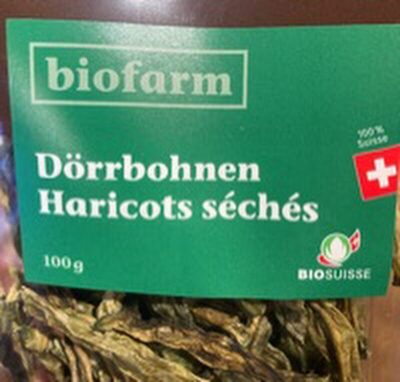 biofarm
100%
Suisse
Dörrbohnen
Haricots séchés
100g
BIOSUISSE